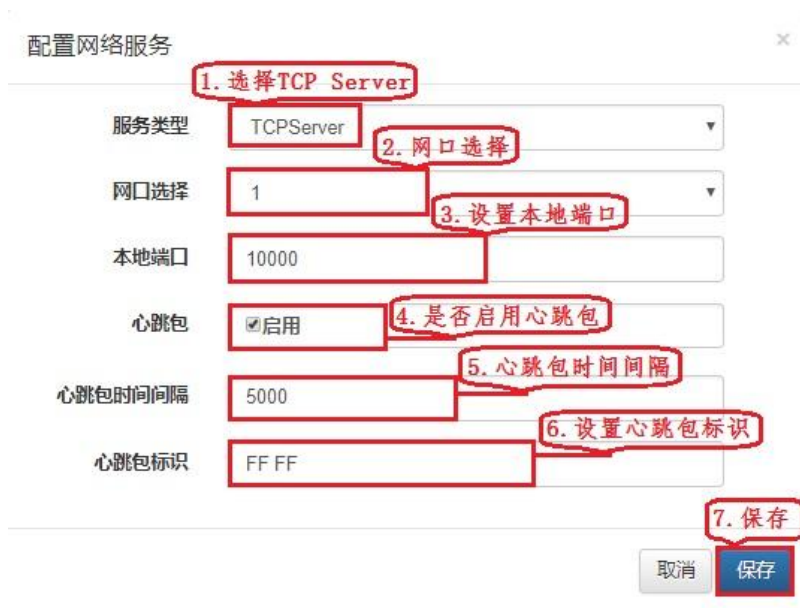 配置网络服务
×
1.选择TCP Server
服务类型
TCPServer
2.网口选择
网口选择
1
3.设置本地端口
本地端口
10000
心跳包
启用
4.是否启用心跳包
5.心跳包时间间隔
心跳包时间间隔
5000
6.设置心跳包标识
心跳包标识
FF FF
7.保存
取消
保存